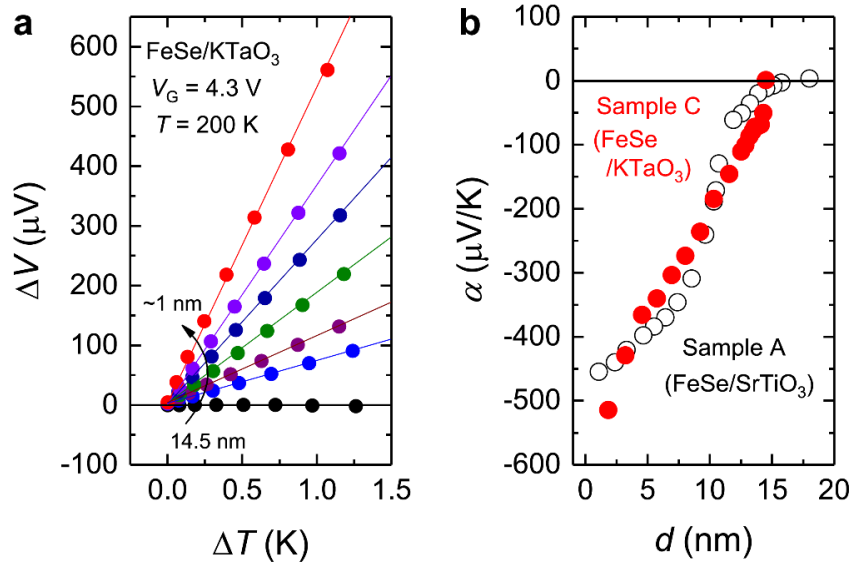 a
FeSe/KTaO₃
V_G = 4.3 V
T = 200 K
~1 nm
14.5 nm
600
500
400
300
200
100
0
-100
0.0 0.5 1.0 1.5
ΔV (μV)
ΔT (K)
b
Sample C
(FeSe
/KTaO₃)
Sample A
(FeSe/SrTiO₃)
100
0
-100
-200
-300
-400
-500
-600
0 5 10 15 20
α (μV/K)
d (nm)